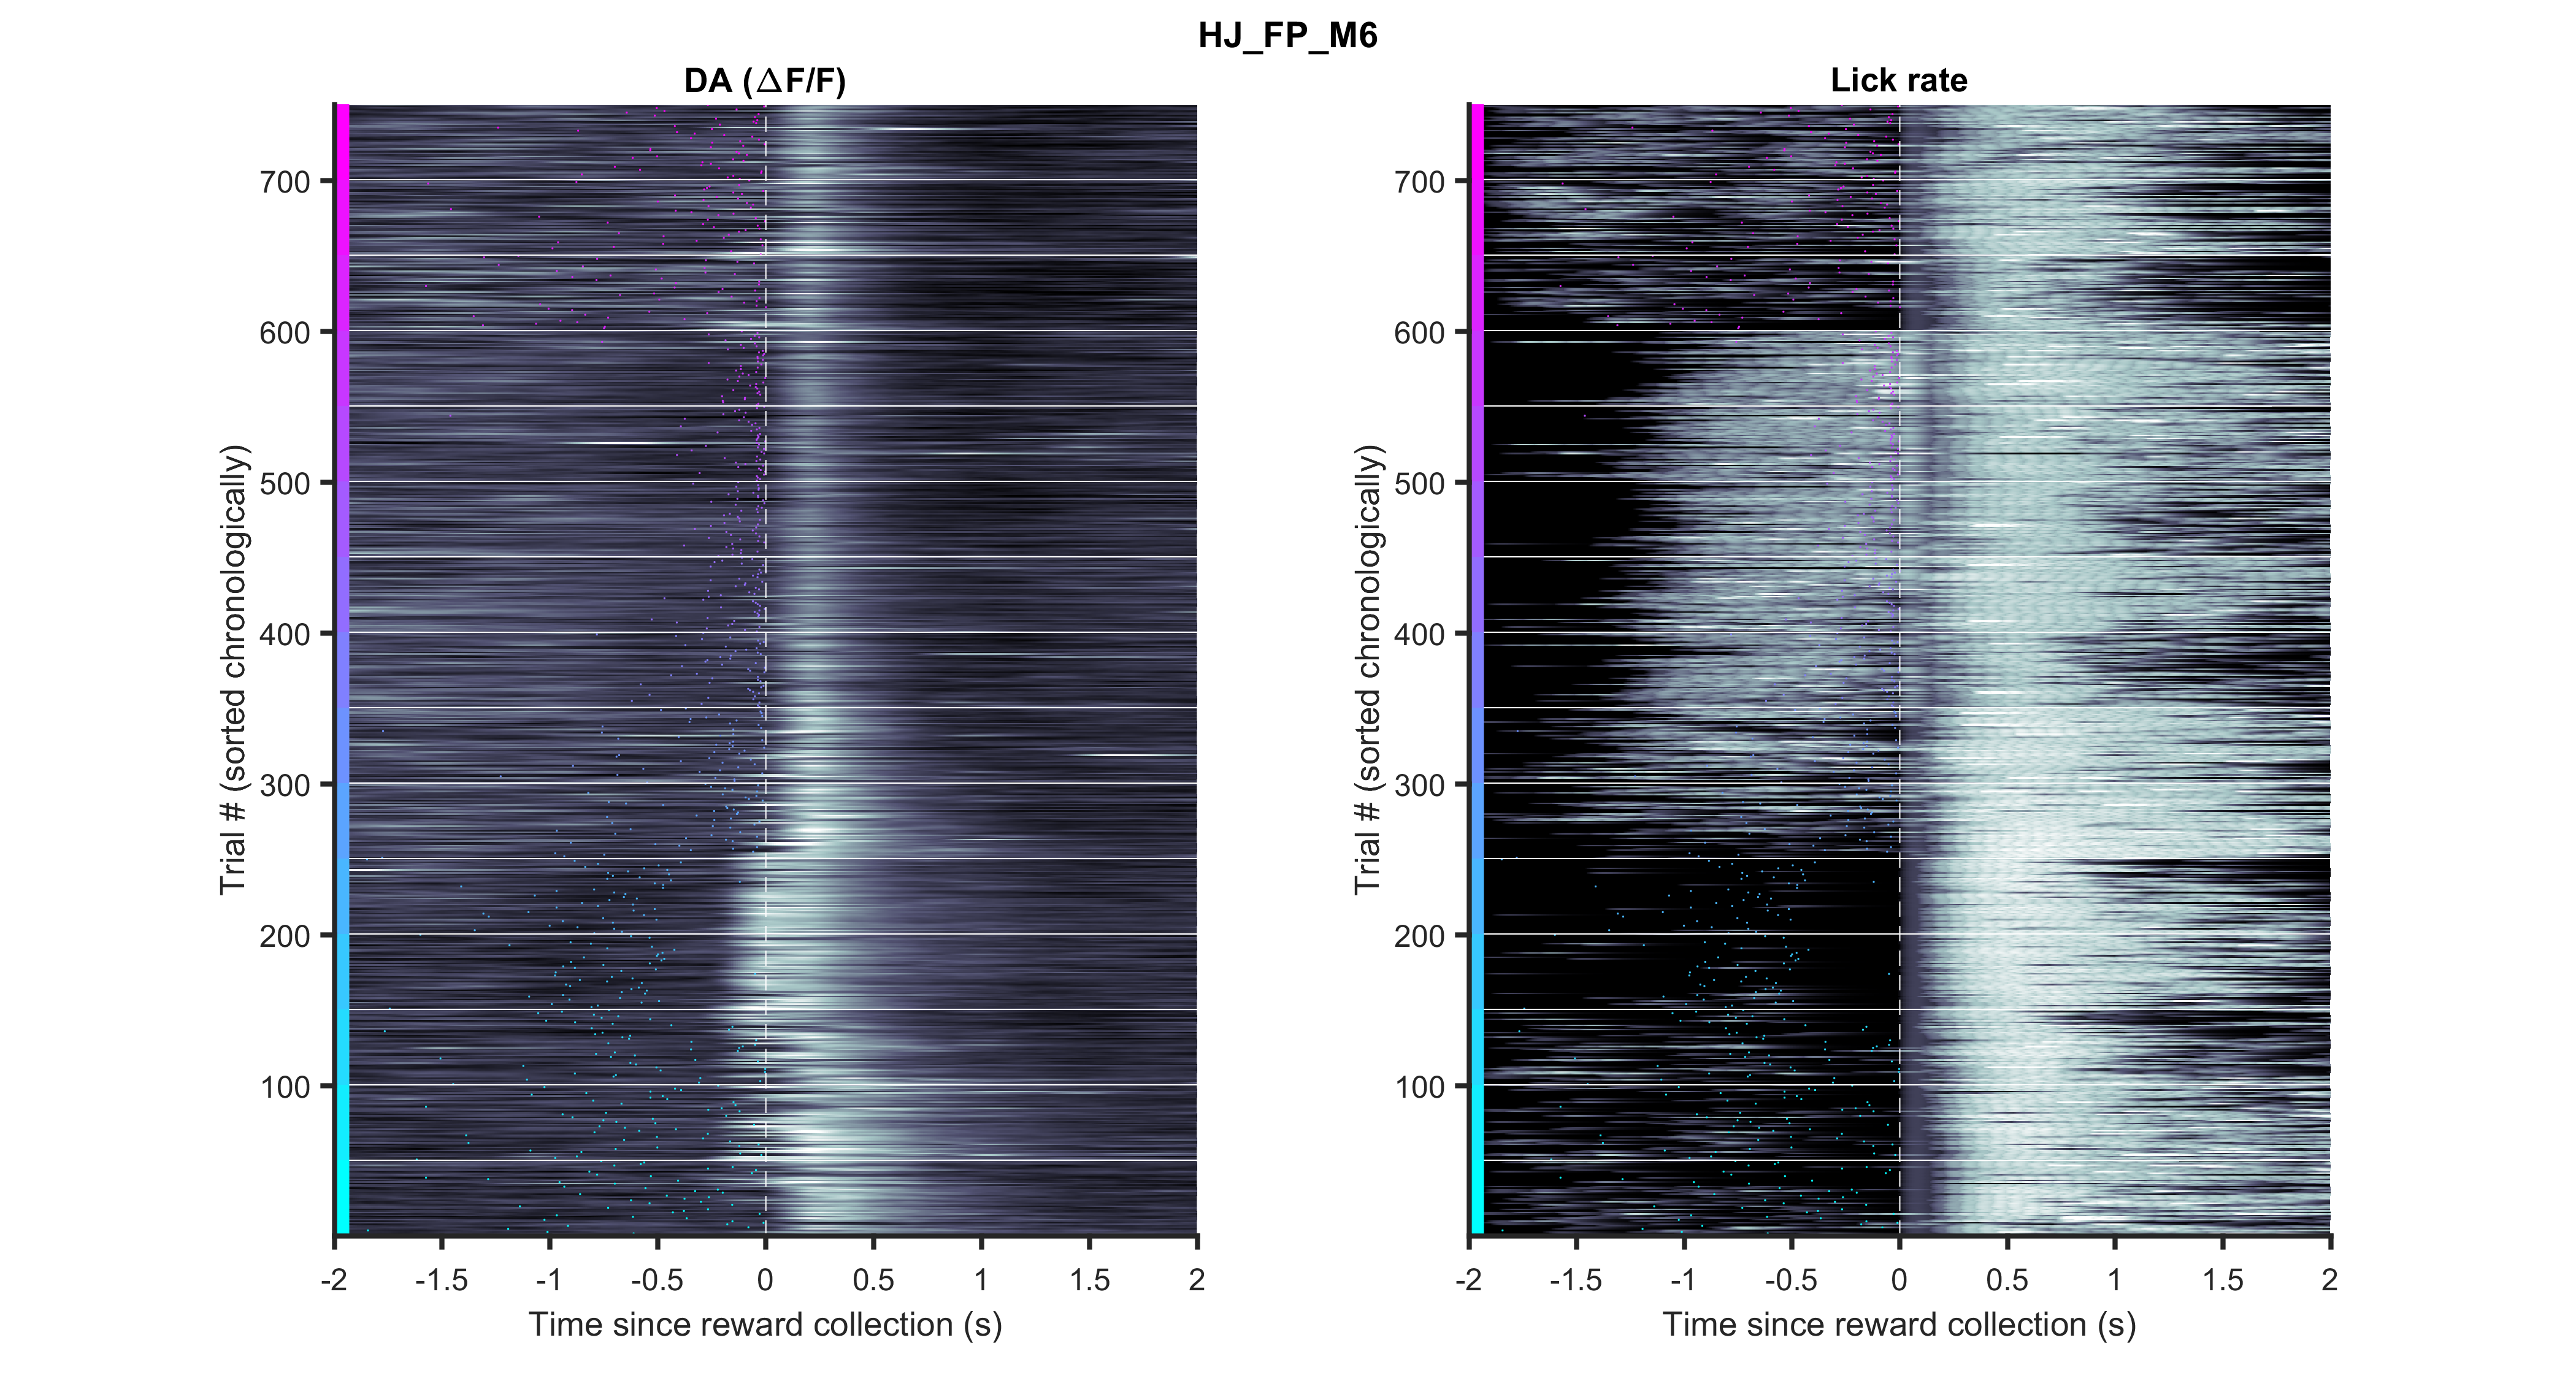 HJ_FP_M6
DA (ΔF/F)
Trial # (sorted chronologically)
700
600
500
400
300
200
100
-2 -1.5 -1 -0.5 0 0.5 1 1.5 2
Time since reward collection (s)
Lick rate
Trial # (sorted chronologically)
700
600
500
400
300
200
100
-2 -1.5 -1 -0.5 0 0.5 1 1.5 2
Time since reward collection (s)